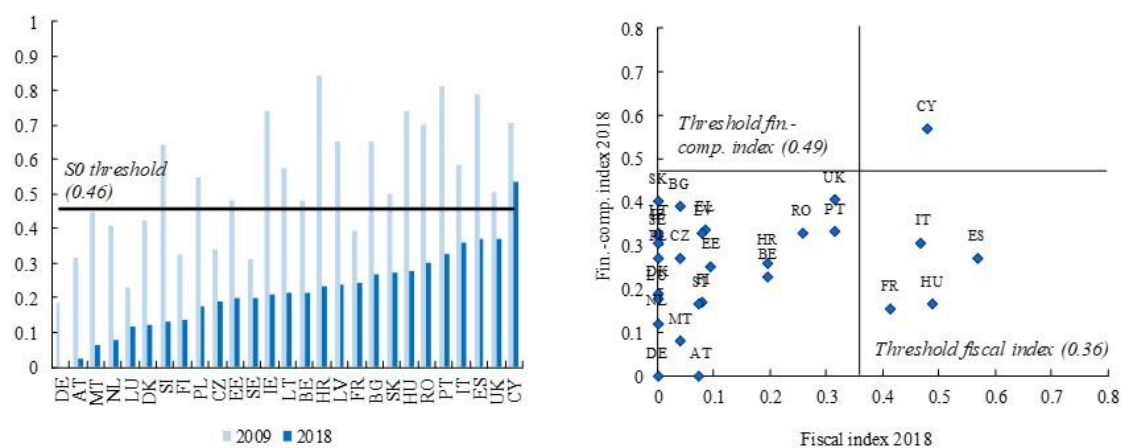 1
0.9
0.8
0.7
0.6
0.5
0.4
0.3
0.2
0.1
0
S0 threshold
(0.46)
DE
AT
MT
NL
LU
DK
SI
FI
PL
CZ
EE
SE
IE
LT
BE
HR
LV
FR
BG
SK
HU
RO
PT
IT
ES
UK
CY
2009 2018
Fin.-comp. index 2018
0.8
0.7
0.6
0.5
0.4
0.3
0.2
0.1
0
CY
Threshold fin.-
comp. index (0.49)
SK
BG
UK
RO
PT
IT
ES
CZ
EE
HR
BE
FR
HU
MT
DE
AT
Threshold fiscal index (0.36)
0 0.1 0.2 0.3 0.4 0.5 0.6 0.7 0.8
Fiscal index 2018